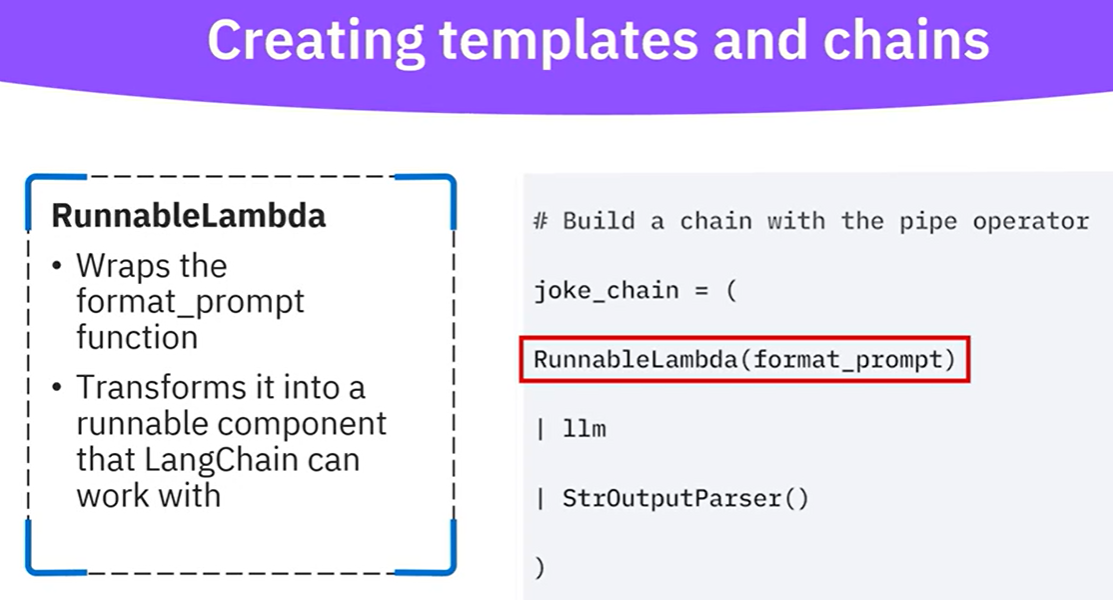 Creating templates and chains
RunnableLambda
• Wraps the
format_prompt
function
• Transforms it into a
runnable component
that LangChain can
work with
# Build a chain with the pipe operator
joke_chain = (
RunnableLambda(format_prompt)
| llm
| StrOutputParser()
)